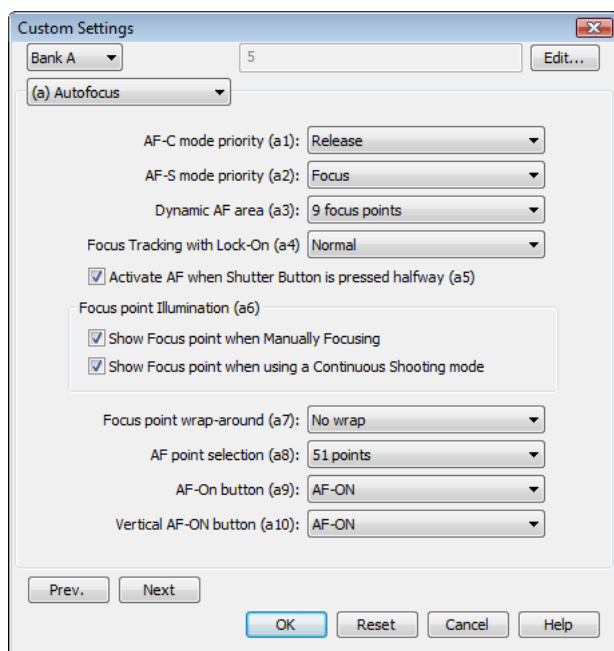 Custom Settings
Bank A 5 Edit...
(a) Autofocus
AF-C mode priority (a1): Release
AF-S mode priority (a2): Focus
Dynamic AF area (a3): 9 focus points
Focus Tracking with Lock-On (a4) Normal
Activate AF when Shutter Button is pressed halfway (a5)
Focus point Illumination (a6)
Show Focus point when Manually Focusing
Show Focus point when using a Continuous Shooting mode
Focus point wrap-around (a7): No wrap
AF point selection (a8): 51 points
AF-On button (a9): AF-ON
Vertical AF-ON button (a10): AF-ON
Prev. Next
OK Reset Cancel Help